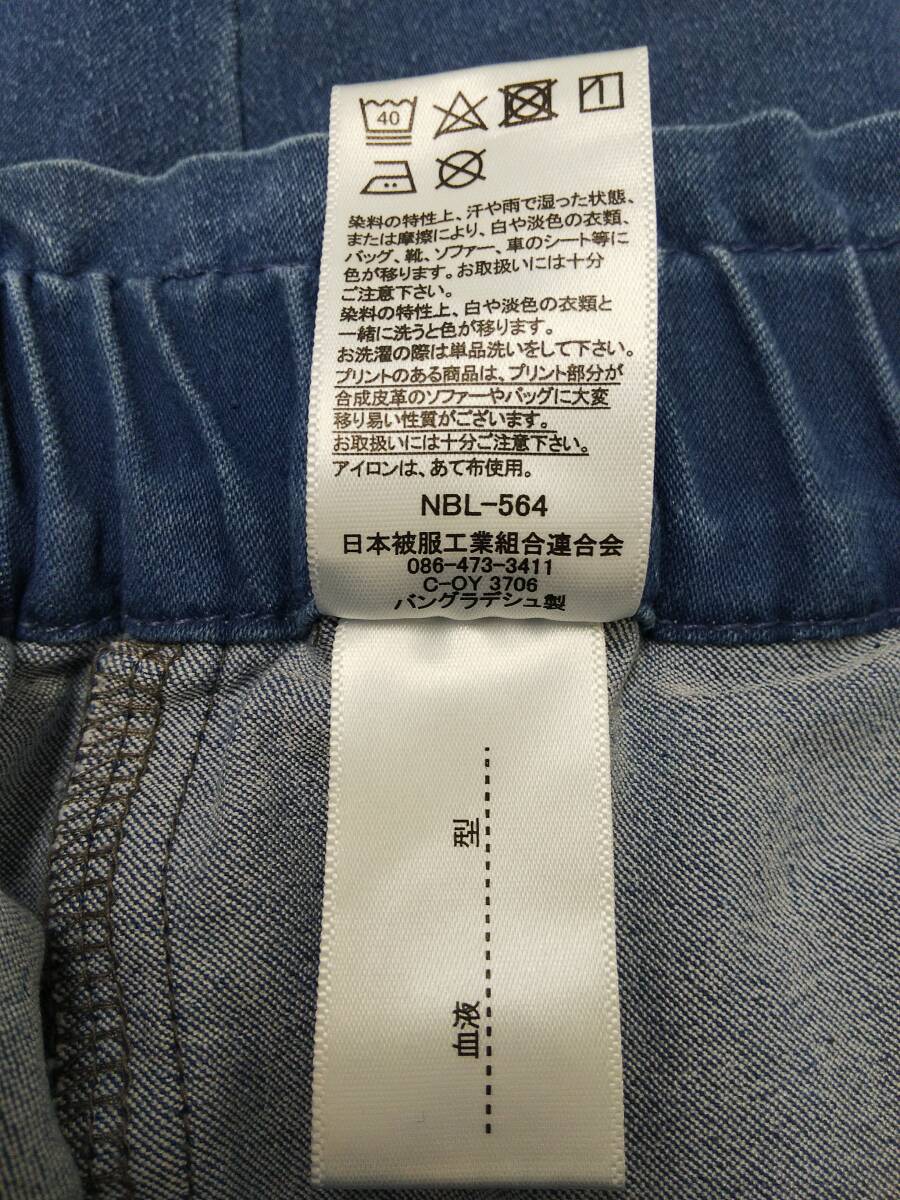 40
染料の特性上、汗や雨で湿った状態、
または摩擦により、白や淡色の衣類、
バッグ、靴、ソファー、車のシート等に
色が移ります。お取扱いには十分
ご注意下さい。
染料の特性上、白や淡色の衣類と
一緒に洗うと色が移ります。
お洗濯の際は単品洗いをして下さい。
プリントのある商品は、プリント部分が
合成皮革のソファーやバッグに大変
移り易い性質がございます。
お取扱いには十分ご注意下さい。
アイロンは、あて布使用。
NBL-564
日本被服工業組合連合会
086-473-3411
C-OY 3706
バングラデシュ製
血液 型